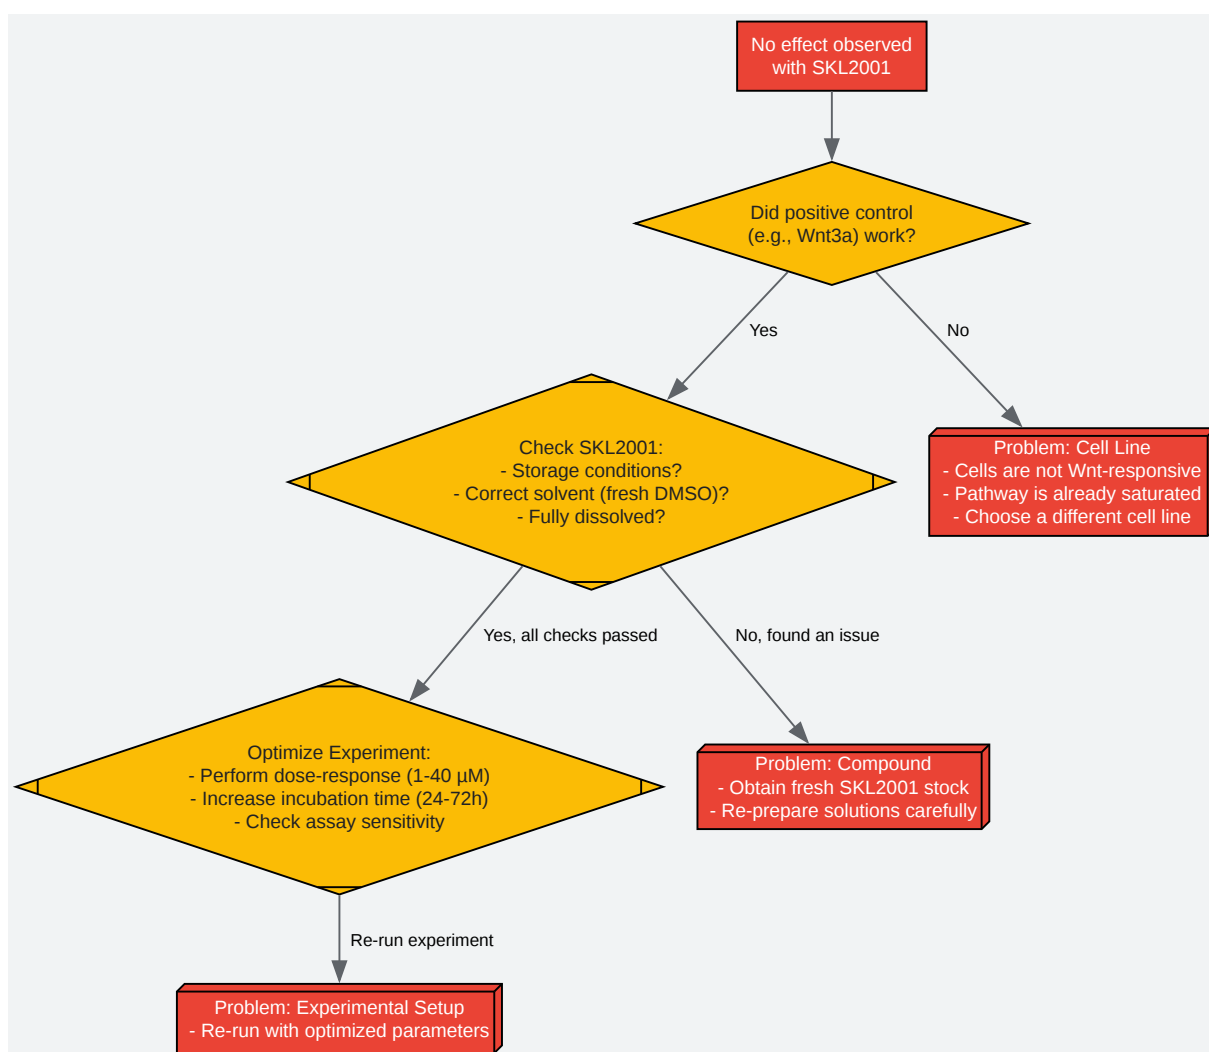 No effect observed
with SKL2001
Did positive control
(e.g., Wnt3a) work?
Yes
No
Check SKL2001:
- Storage conditions?
- Correct solvent (fresh DMSO)?
- Fully dissolved?
Problem: Cell Line
- Cells are not Wnt-responsive
- Pathway is already saturated
- Choose a different cell line
Yes, all checks passed
No, found an issue
Optimize Experiment:
- Perform dose-response (1-40 µM)
- Increase incubation time (24-72h)
- Check assay sensitivity
Problem: Compound
- Obtain fresh SKL2001 stock
- Re-prepare solutions carefully
Re-run experiment
Problem: Experimental Setup
- Re-run with optimized parameters